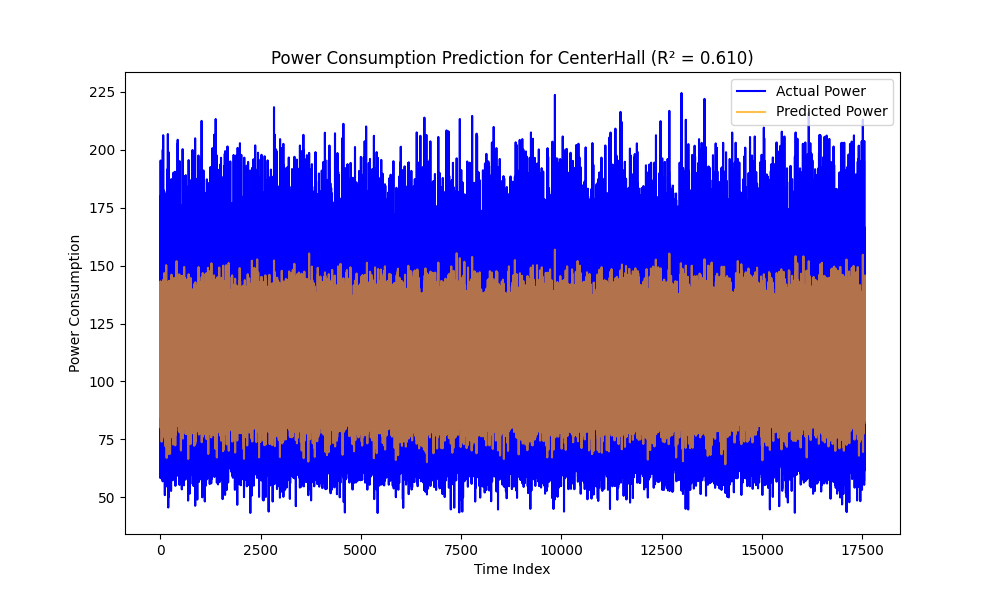 Power Consumption Prediction for CenterHall (R² = 0.610)
Actual Power
Predicted Power
Power Consumption
225
200
175
150
125
100
75
50
0 2500 5000 7500 10000 12500 15000 17500
Time Index